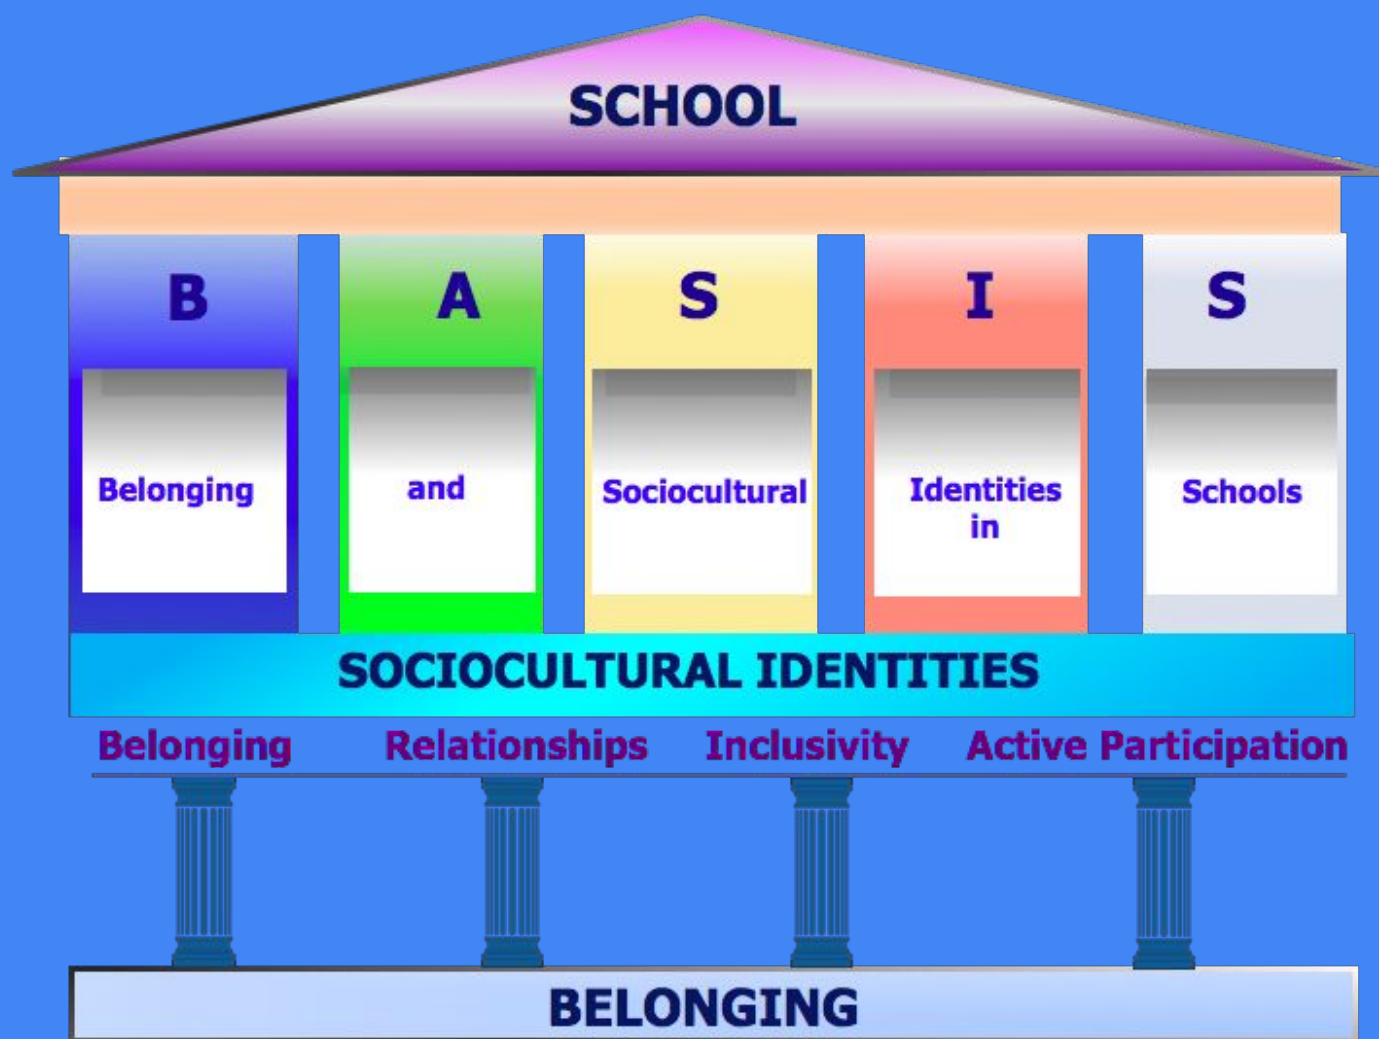 SCHOOL
B A S I S
Belonging and Sociocultural Identities in Schools
SOCIOCULTURAL IDENTITIES
Belonging Relationships Inclusivity Active Participation
BELONGING